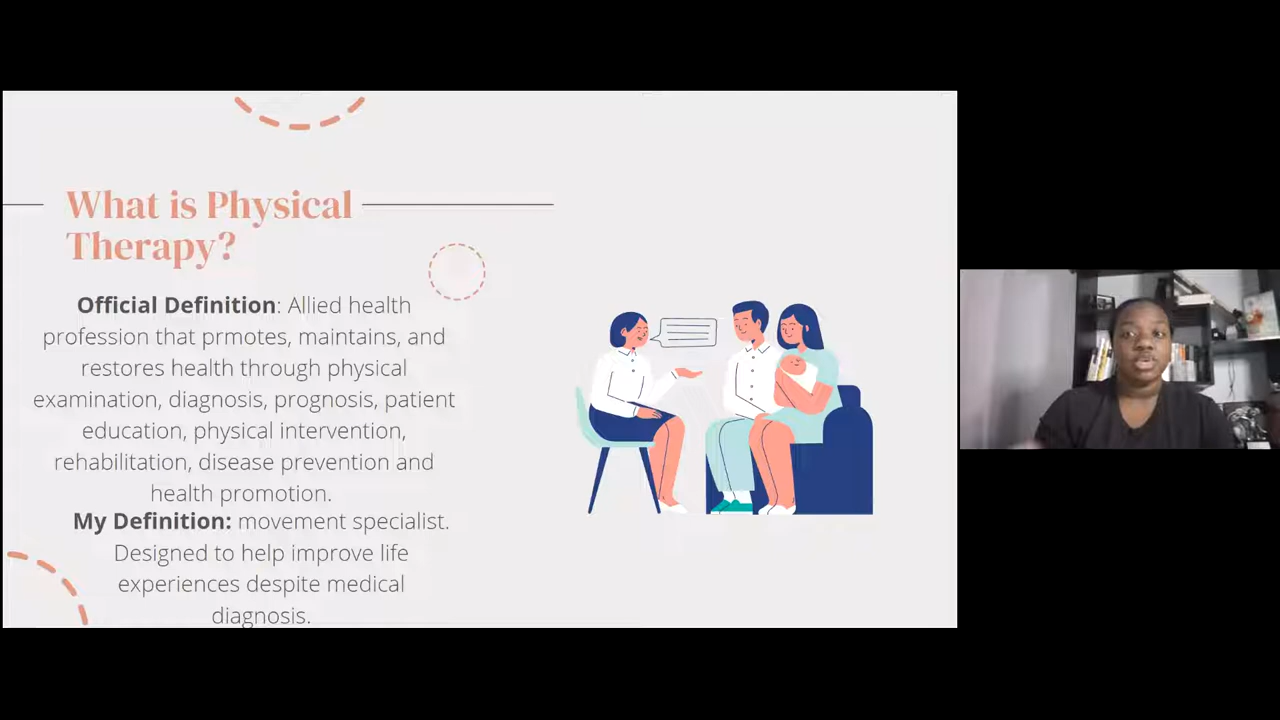 What is Physical
Therapy?
Official Definition: Allied health
profession that prmotes, maintains, and
restores health through physical
examination, diagnosis, prognosis, patient
education, physical intervention,
rehabilitation, disease prevention and
health promotion.
My Definition: movement specialist.
Designed to help improve life
experiences despite medical
diagnosis.